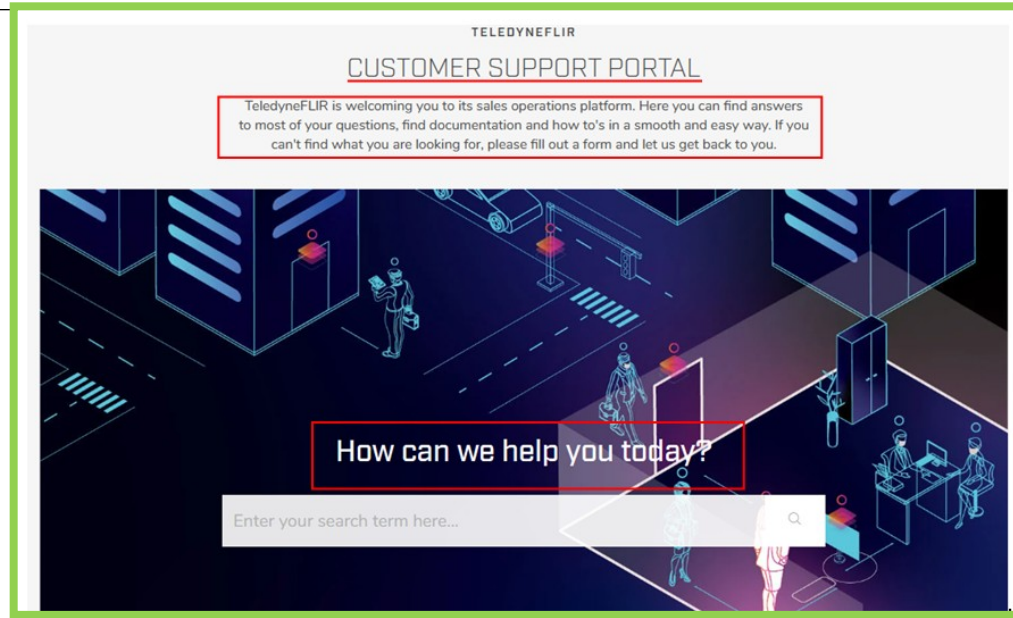 TELEDYNEFLIR
CUSTOMER SUPPORT PORTAL
TeledyneFLIR is welcoming you to its sales operations platform. Here you can find answers
to most of your questions, find documentation and how to's in a smooth and easy way. If you
can't find what you are looking for, please fill out a form and let us get back to you.
How can we help you today?
Enter your search term here...